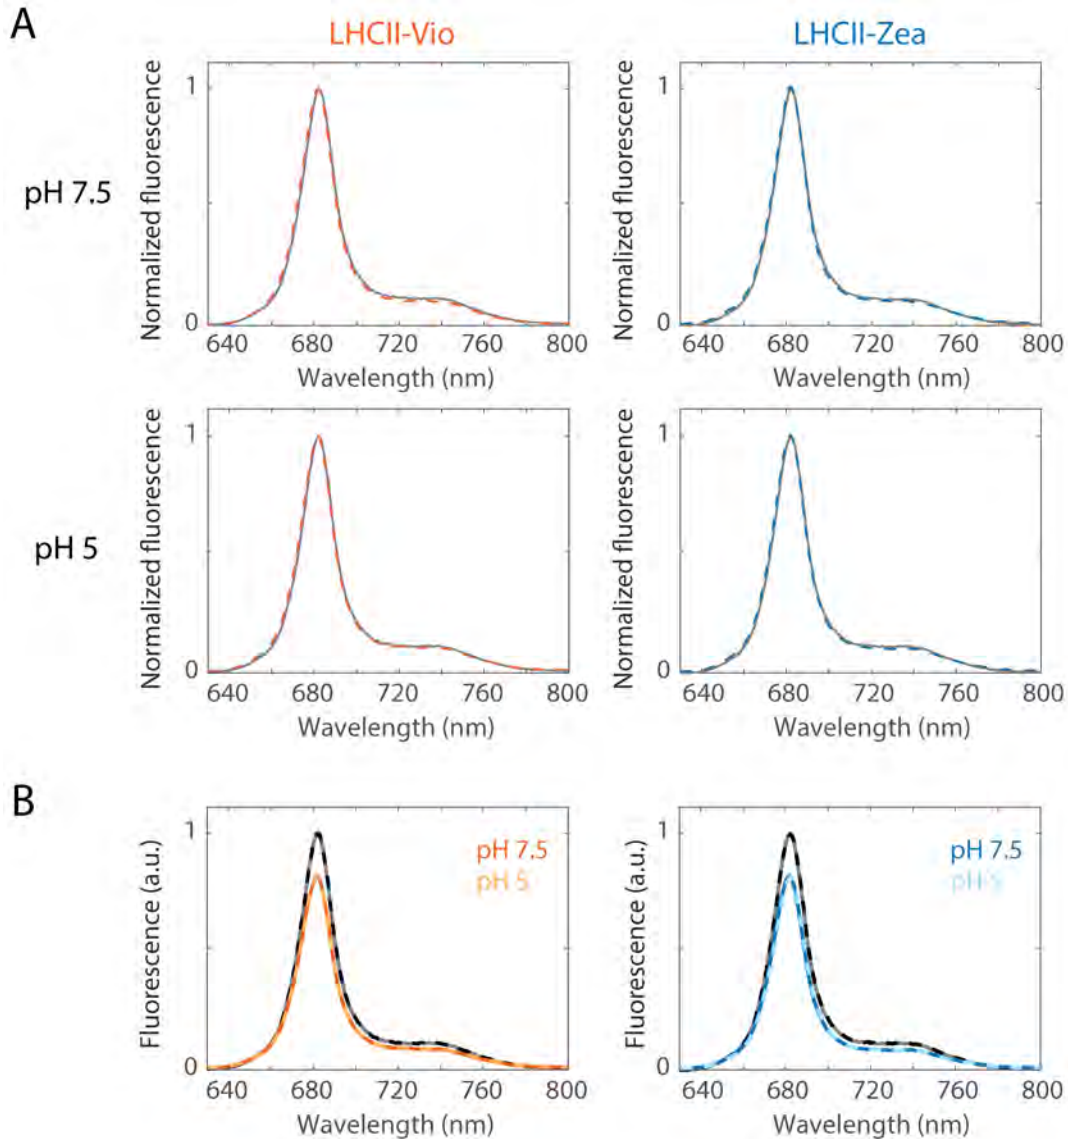 A
LHCII-Vio
LHCII-Zea
pH 7.5
Normalized fluorescence
1
0
640 680 720 760 800
Wavelength (nm)
Normalized fluorescence
1
0
640 680 720 760 800
Wavelength (nm)
pH 5
Normalized fluorescence
1
0
640 680 720 760 800
Wavelength (nm)
Normalized fluorescence
1
0
640 680 720 760 800
Wavelength (nm)
B
Fluorescence (a.u.)
1
0
pH 7.5
pH 5
640 680 720 760 800
Wavelength (nm)
Fluorescence (a.u.)
1
0
pH 7.5
pH 5
640 680 720 760 800
Wavelength (nm)